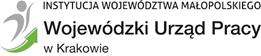 INSTYTUCJA WOJEWÓDZTWA MAŁOPOLSKIEGO
Wojewódzki Urząd Pracy
w Krakowie